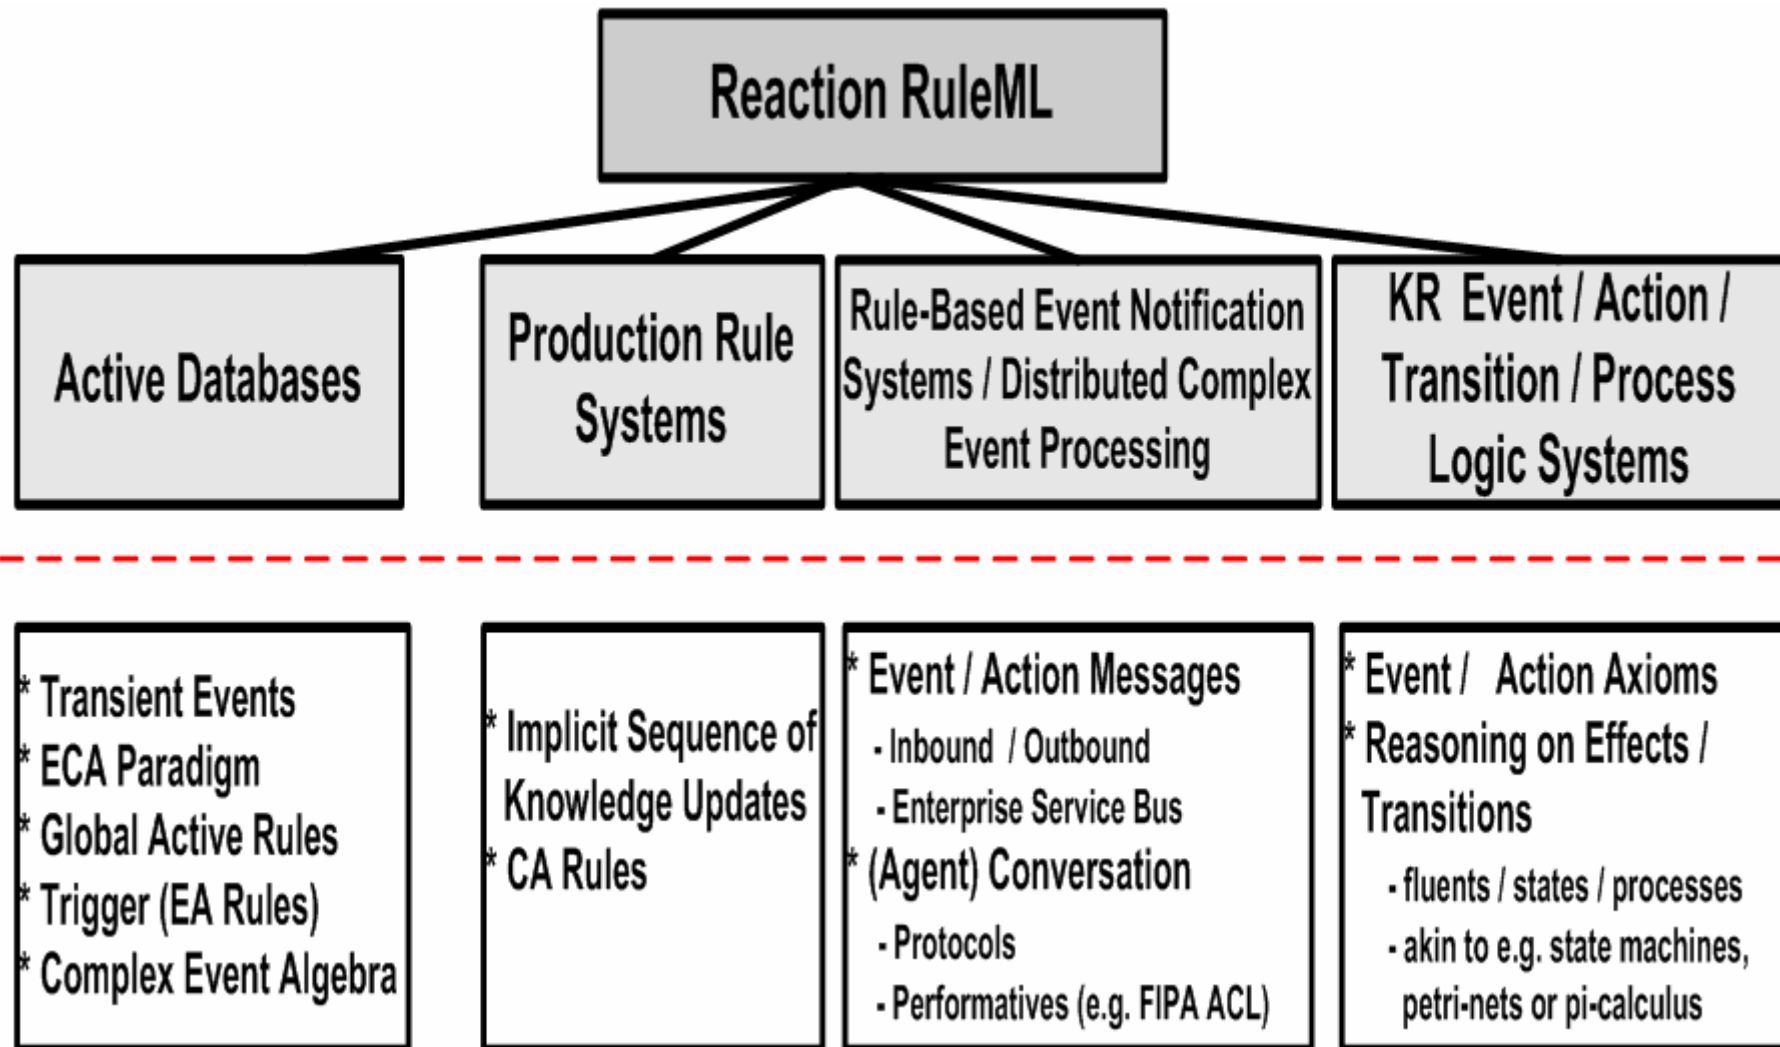 Reaction RuleML
Active Databases
Production Rule
Systems
Rule-Based Event Notification
Systems / Distributed Complex
Event Processing
KR Event / Action /
Transition / Process
Logic Systems
* Transient Events
* ECA Paradigm
* Global Active Rules
* Trigger (EA Rules)
* Complex Event Algebra
* Implicit Sequence of
Knowledge Updates
* CA Rules
* Event / Action Messages
- Inbound / Outbound
- Enterprise Service Bus
* (Agent) Conversation
- Protocols
- Performatives (e.g. FIPA ACL)
* Event / Action Axioms
* Reasoning on Effects /
Transitions
- fluents / states / processes
- akin to e.g. state machines,
petri-nets or pi-calculus